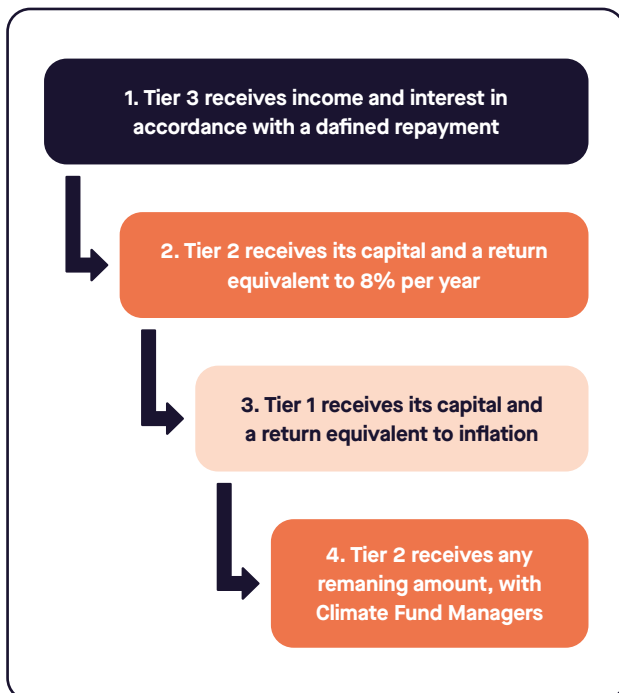 1. Tier 3 receives income and interest in
accordance with a dafined repayment
2. Tier 2 receives its capital and a return
equivalent to 8% per year
3. Tier 1 receives its capital and
a return equivalent to inflation
4. Tier 2 receives any
remaning amount, with
Climate Fund Managers